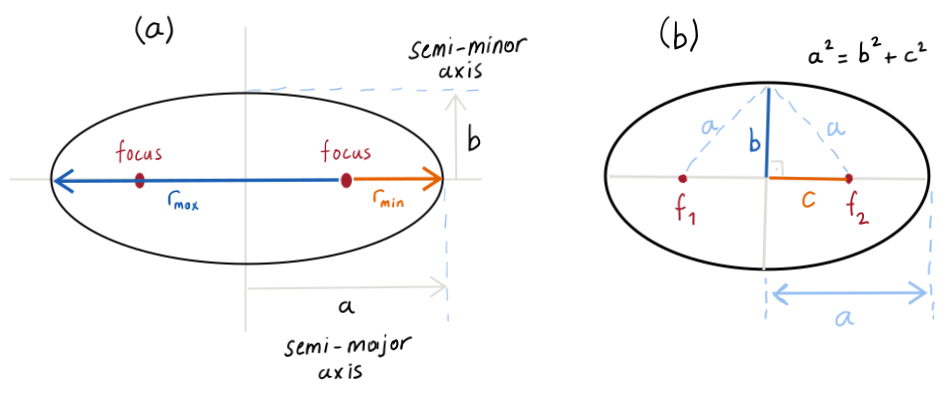 (a)
semi-minor
axis
b
focus
focus
rmax
rmin
a
semi-major
axis
(b)
a² = b² + c²
a
a
b
c
f₁
f₂
a